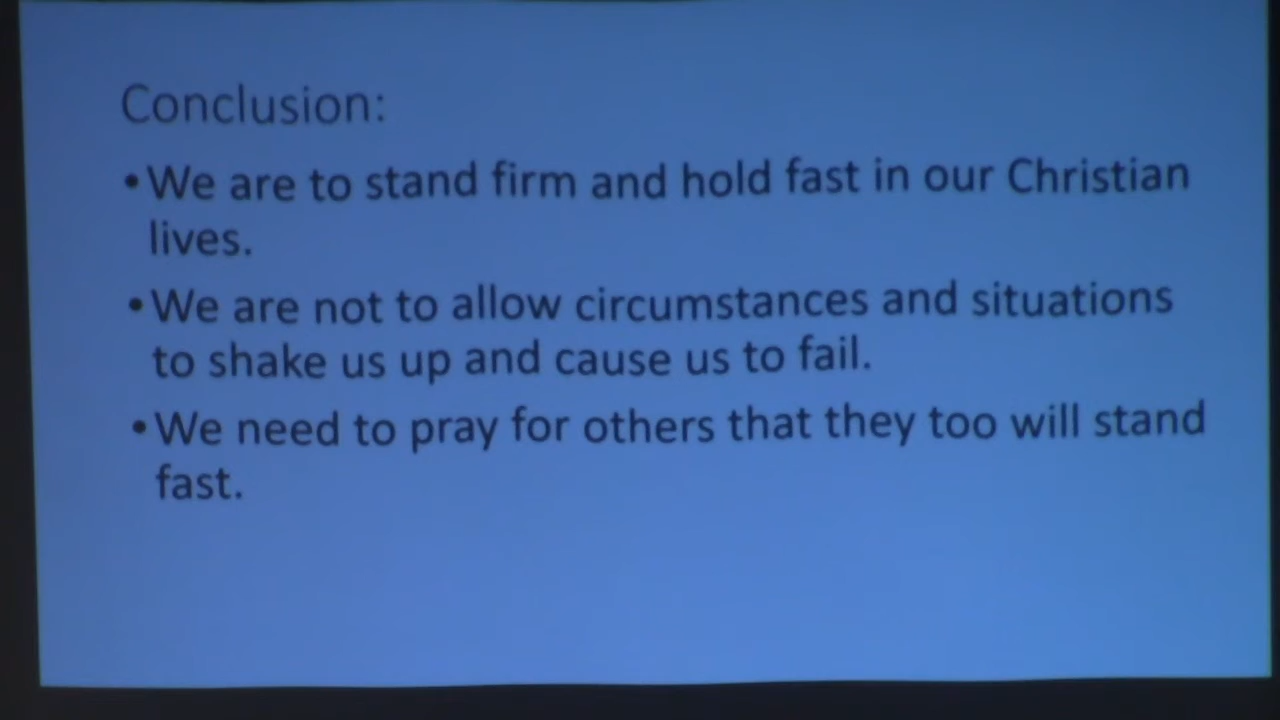 Conclusion:
•We are to stand firm and hold fast in our Christian
lives.
•We are not to allow circumstances and situations
to shake us up and cause us to fail.
•We need to pray for others that they too will stand
fast.